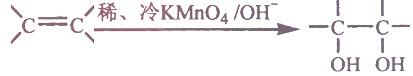 C=C 稀、冷KMnO₄/OH⁻ —C—C—
OH OH